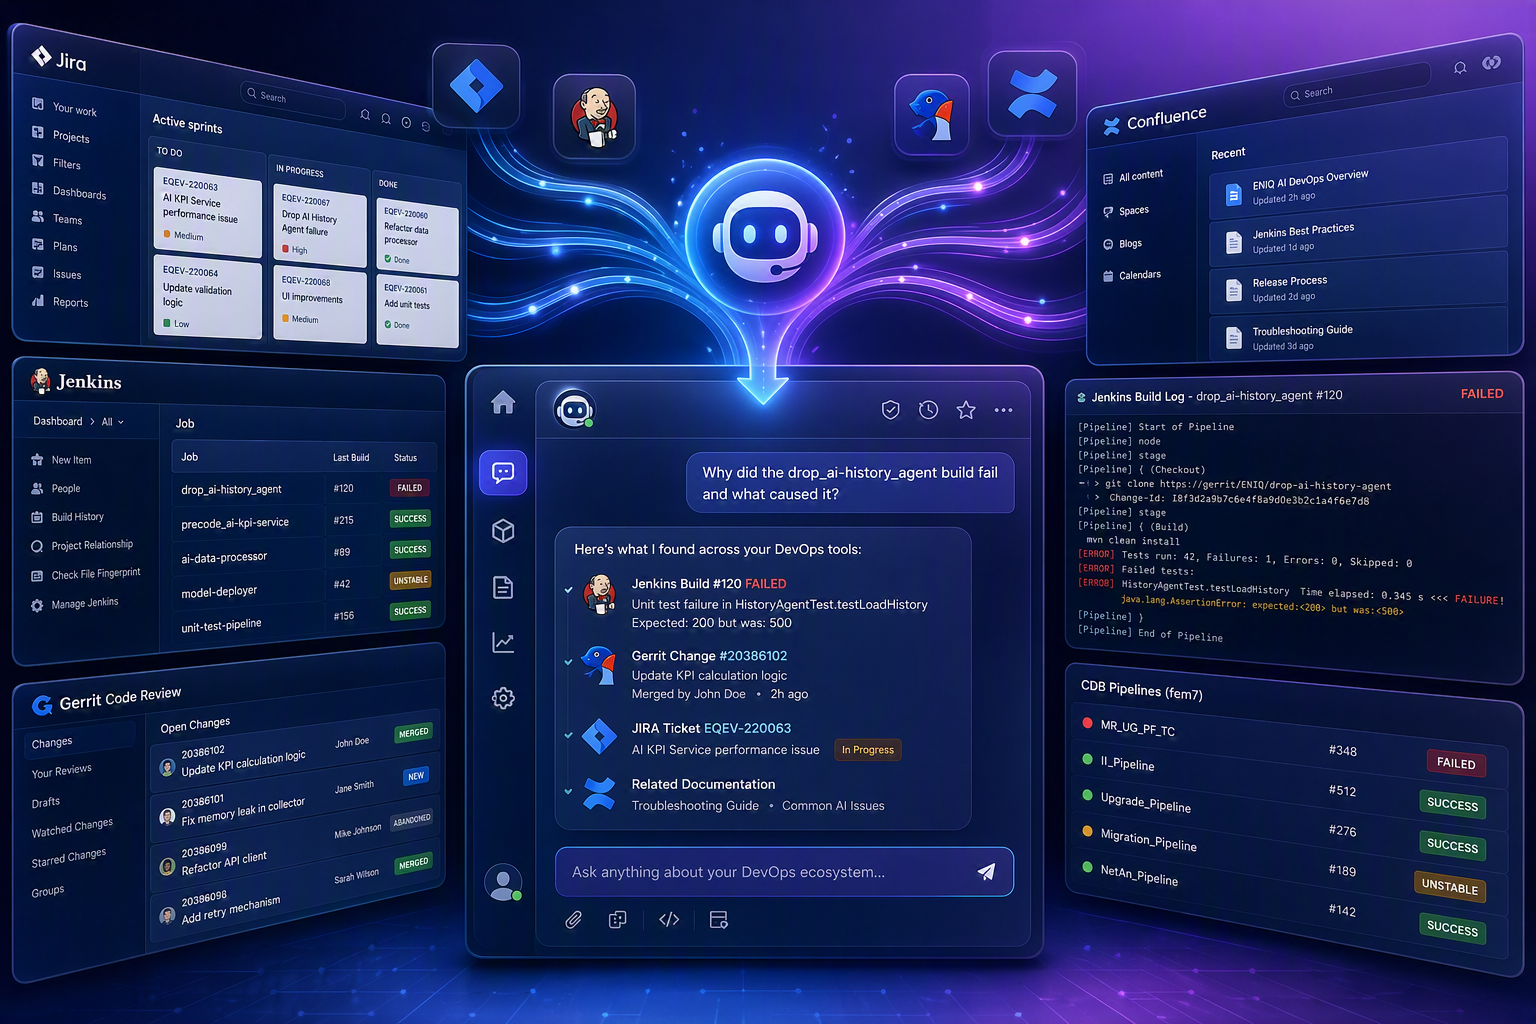 Jira
Search
Your work
Projects
Filters
Dashboards
Teams
Plans
Issues
Reports
Active sprints
TO DO
EQEV-220063
AI KPI Service
performance issue
Medium
EQEV-220064
Update validation
logic
Low
IN PROGRESS
EQEV-220067
Drop AI History
Agent failure
High
EQEV-220068
UI improvements
Medium
DONE
EQEV-220060
Refactor data
processor
Done
EQEV-220061
Add unit tests
Done
Confluence
Search
All content
Spaces
Blogs
Calendars
Recent
ENIQ AI DevOps Overview
Updated 2h ago
Jenkins Best Practices
Updated 1d ago
Release Process
Updated 2d ago
Troubleshooting Guide
Updated 3d ago
Jenkins
Dashboard > All
New Item
People
Build History
Project Relationship
Check File Fingerprint
Manage Jenkins
Job
Job Last Build Status
drop_ai-history_agent #120 FAILED
precode_ai-kpi-service #215 SUCCESS
ai-data-processor #89 SUCCESS
model-deployer #42 UNSTABLE
unit-test-pipeline #156 SUCCESS
Gerrit Code Review
Changes
Your Reviews
Drafts
Watched Changes
Starred Changes
Groups
Open Changes
20386102
Update KPI calculation logic
John Doe
MERGED
20386101
Fix memory leak in collector
Jane Smith
NEW
20386099
Refactor API client
Mike Johnson
ABANDONED
20386098
Add retry mechanism
Sarah Wilson
MERGED
Why did the drop_ai-history_agent build fail
and what caused it?
Here's what I found across your DevOps tools:
Jenkins Build #120 FAILED
Unit test failure in HistoryAgentTest.testLoadHistory
Expected: 200 but was: 500
Gerrit Change #20386102
Update KPI calculation logic
Merged by John Doe • 2h ago
JIRA Ticket EQEV-220063
AI KPI Service performance issue In Progress
Related Documentation
Troubleshooting Guide • Common AI Issues
Ask anything about your DevOps ecosystem...
Jenkins Build Log - drop_ai-history_agent #120 FAILED
[Pipeline] Start of Pipeline
[Pipeline] node
[Pipeline] stage
[Pipeline] { (Checkout)
> git clone https://gerrit/ENIQ/drop-ai-history-agent
> Change-Id: I8f3d2a9b7c6e4f8a9d0e3b2c1a4f6e7d8
[Pipeline] stage
[Pipeline] { (Build)
mvn clean install
[ERROR] Tests run: 42, Failures: 1, Errors: 0, Skipped: 0
[ERROR] Failed tests:
[ERROR] HistoryAgentTest.testLoadHistory Time elapsed: 0.345 s <<< FAILURE!
java.lang.AssertionError: expected:<200> but was:<500>
[Pipeline] }
[Pipeline] End of Pipeline
CDB Pipelines (fem7)
MR_UG_PF_TC #348 FAILED
II_Pipeline #512 SUCCESS
Upgrade_Pipeline #276 SUCCESS
Migration_Pipeline #189 UNSTABLE
NetAn_Pipeline #142 SUCCESS